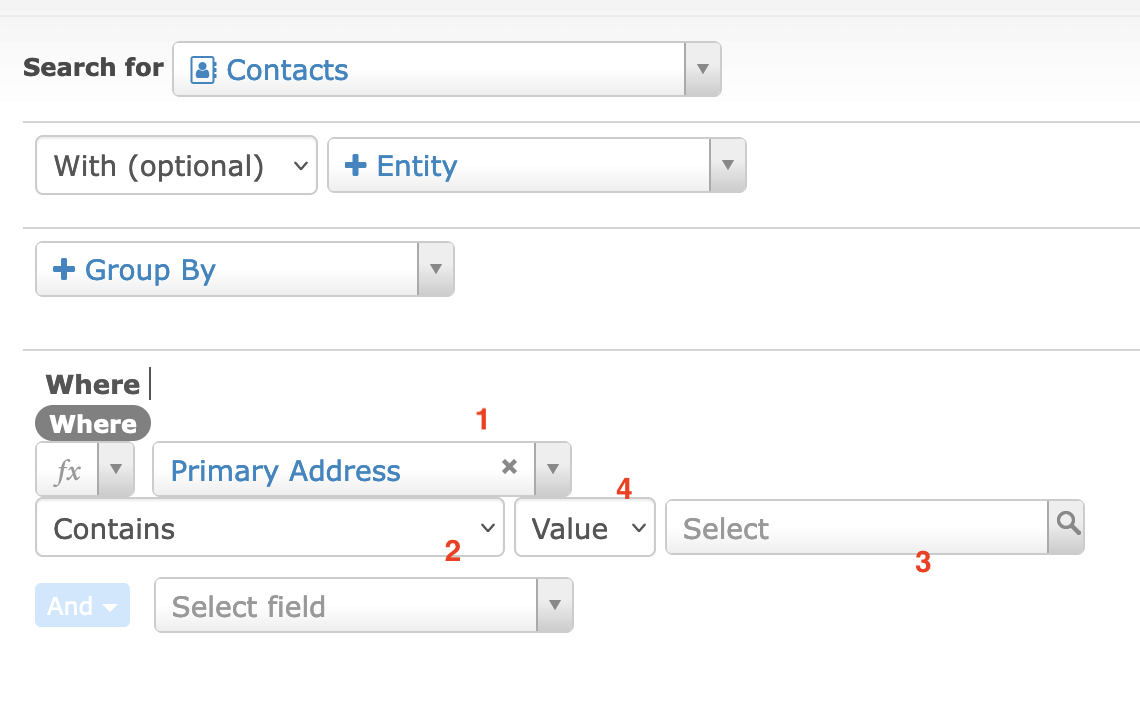 Search for Contacts
With (optional) Entity
Group By
Where
Where
1
fx Primary Address
4
Contains Value Select
2
3
And Select field